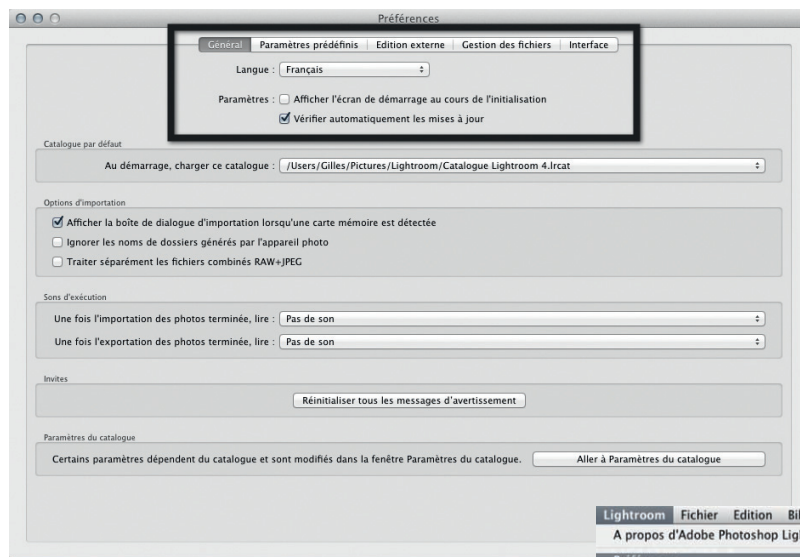 Préférences
Général Paramètres prédéfinis Edition externe Gestion des fichiers Interface
Langue : Français
Paramètres : Afficher l'écran de démarrage au cours de l'initialisation
Vérifier automatiquement les mises à jour
Catalogue par défaut
Au démarrage, charger ce catalogue : /Users/Gilles/Pictures/Lightroom/Catalogue Lightroom 4.lrcat
Options d'importation
Afficher la boîte de dialogue d'importation lorsqu'une carte mémoire est détectée
Ignorer les noms de dossiers générés par l'appareil photo
Traiter séparément les fichiers combinés RAW+JPEG
Sons d'exécution
Une fois l'importation des photos terminée, lire : Pas de son
Une fois l'exportation des photos terminée, lire : Pas de son
Invites
Réinitialiser tous les messages d'avertissement
Paramètres du catalogue
Certains paramètres dépendent du catalogue et sont modifiés dans la fenêtre Paramètres du catalogue. Aller à Paramètres du catalogue
Lightroom Fichier Edition Bi
A propos d'Adobe Photoshop Lig